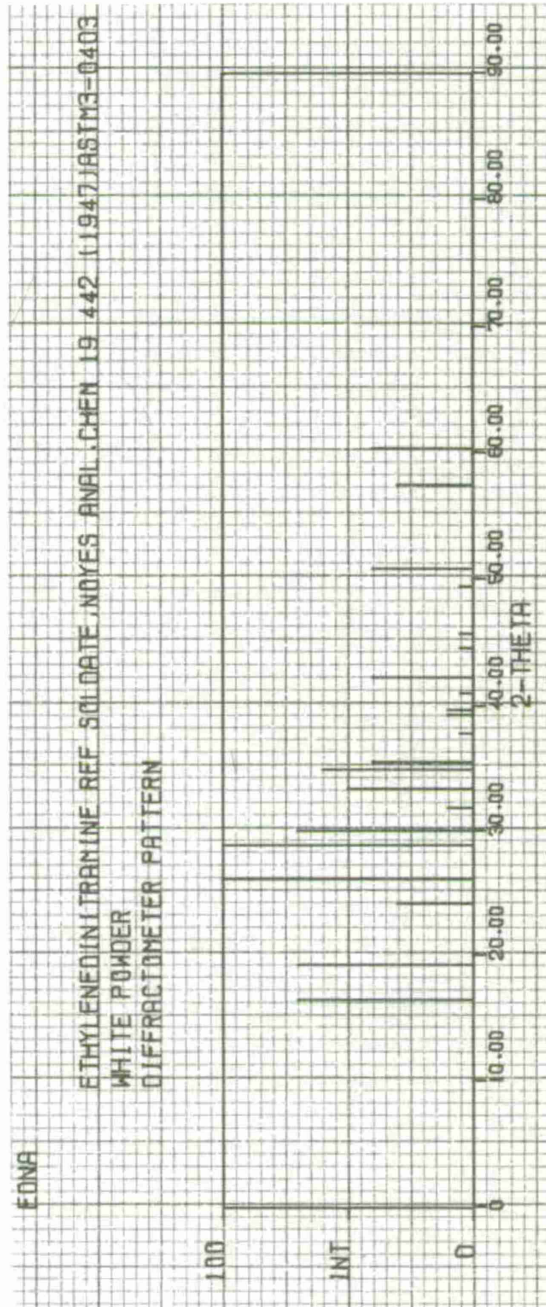 EDNA
ETHYLENEDINITRAMINE REF SOLDATE,NOYES ANAL.CHEM 19 442 (1947)ASTM3-0403
WHITE POWDER
DIFFRACTOMETER PATTERN
100
INT
0
0 10.00 20.00 30.00 40.00 50.00 60.00 70.00 80.00 90.00
2-THETA